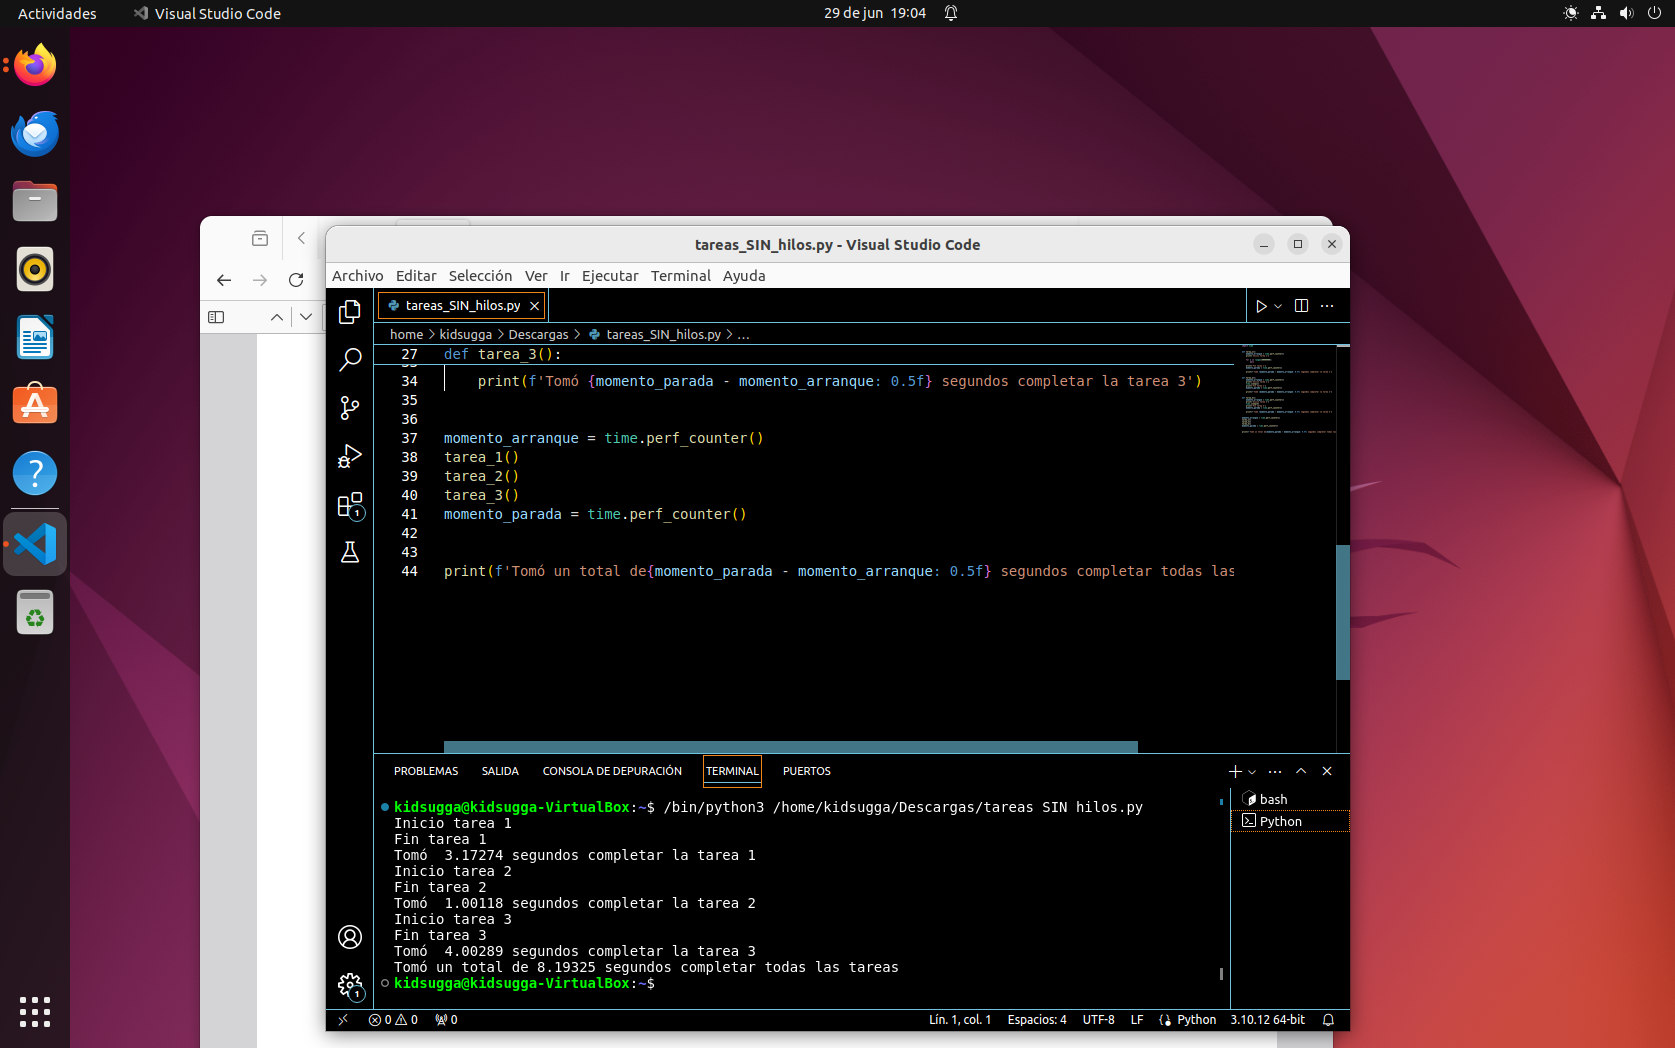 Actividades
Visual Studio Code
29 de jun 19:04
tareas_SIN_hilos.py - Visual Studio Code
Archivo Editar Selección Ver Ir Ejecutar Terminal Ayuda
tareas_SIN_hilos.py
home > kidsugga > Descargas > tareas_SIN_hilos.py > ...
27 def tarea_3():
34 print(f'Tomó {momento_parada - momento_arranque: 0.5f} segundos completar la tarea 3')
35
36
37 momento_arranque = time.perf_counter()
38 tarea_1()
39 tarea_2()
40 tarea_3()
41 momento_parada = time.perf_counter()
42
43
44 print(f'Tomó un total de{momento_parada - momento_arranque: 0.5f} segundos completar todas las
PROBLEMAS SALIDA CONSOLA DE DEPURACIÓN TERMINAL PUERTOS
kidsugga@kidsugga-VirtualBox:~$ /bin/python3 /home/kidsugga/Descargas/tareas SIN hilos.py
Inicio tarea 1
Fin tarea 1
Tomó  3.17274 segundos completar la tarea 1
Inicio tarea 2
Fin tarea 2
Tomó  1.00118 segundos completar la tarea 2
Inicio tarea 3
Fin tarea 3
Tomó  4.00289 segundos completar la tarea 3
Tomó un total de 8.19325 segundos completar todas las tareas
kidsugga@kidsugga-VirtualBox:~$
bash
Python
1
1
0 0 0 Lín. 1, col. 1 Espacios: 4 UTF-8 LF Python 3.10.12 64-bit